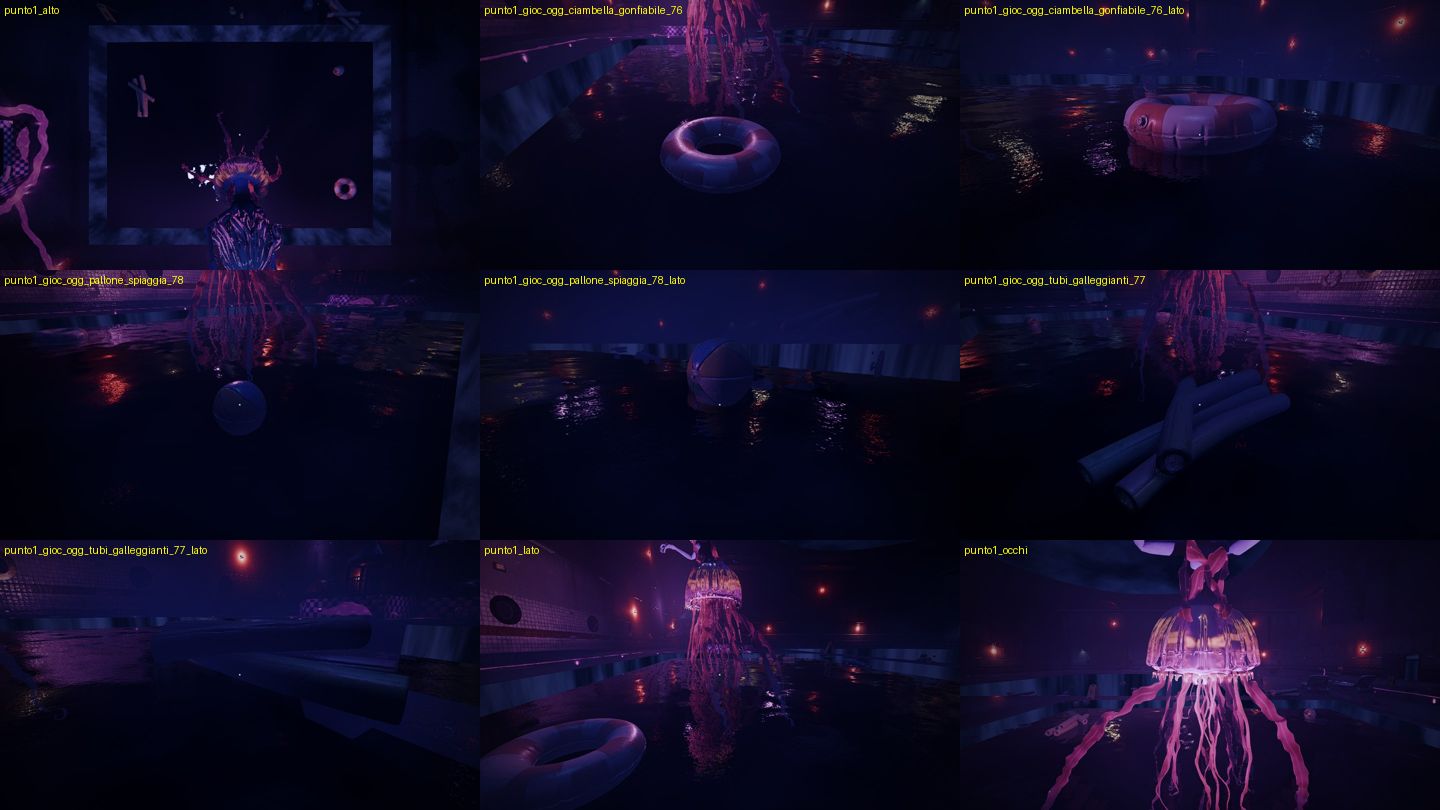 punto1_alto
punto1_gioc_ogg_ciambella_gonfiabile_76
punto1_gioc_ogg_ciambella_gonfiabile_76_lato
punto1_gioc_ogg_pallone_spiaggia_78
punto1_gioc_ogg_pallone_spiaggia_78_lato
punto1_gioc_ogg_tubi_galleggianti_77
punto1_gioc_ogg_tubi_galleggianti_77_lato
punto1_lato
punto1_occhi